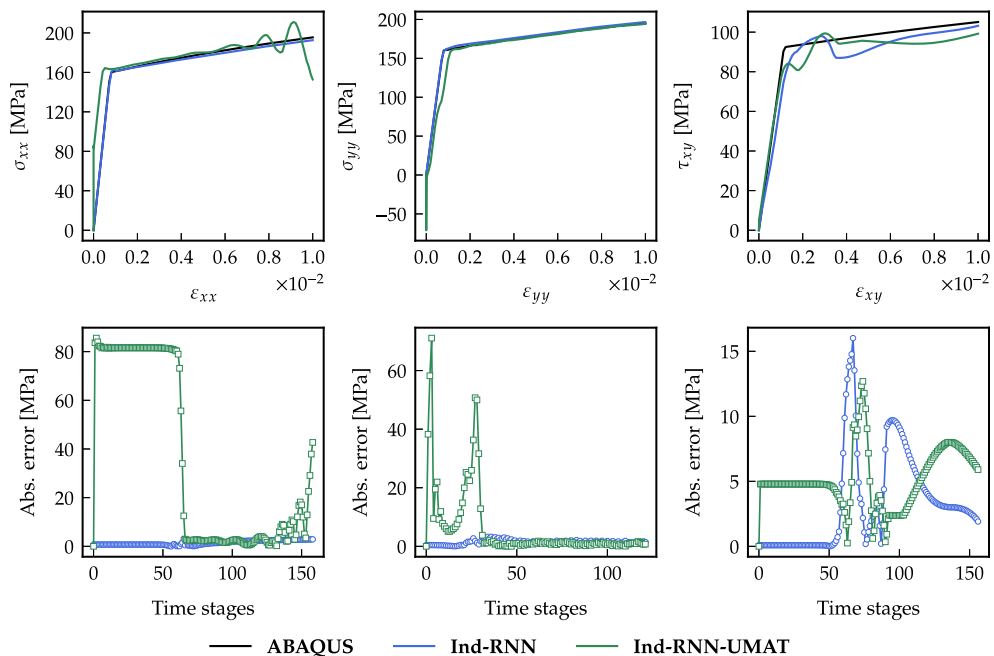 200
160
120
80
40
0
σxx [MPa]
0.0 0.2 0.4 0.6 0.8 1.0
×10⁻²
εxx
200
150
100
50
0
−50
σyy [MPa]
0.0 0.2 0.4 0.6 0.8 1.0
×10⁻²
εyy
100
80
60
40
20
0
τxy [MPa]
0.0 0.2 0.4 0.6 0.8 1.0
×10⁻²
εxy
80
60
40
20
0
Abs. error [MPa]
0 50 100 150
Time stages
80
60
40
20
0
Abs. error [MPa]
0 50 100
Time stages
15
10
5
0
Abs. error [MPa]
0 50 100 150
Time stages
ABAQUS Ind-RNN Ind-RNN-UMAT